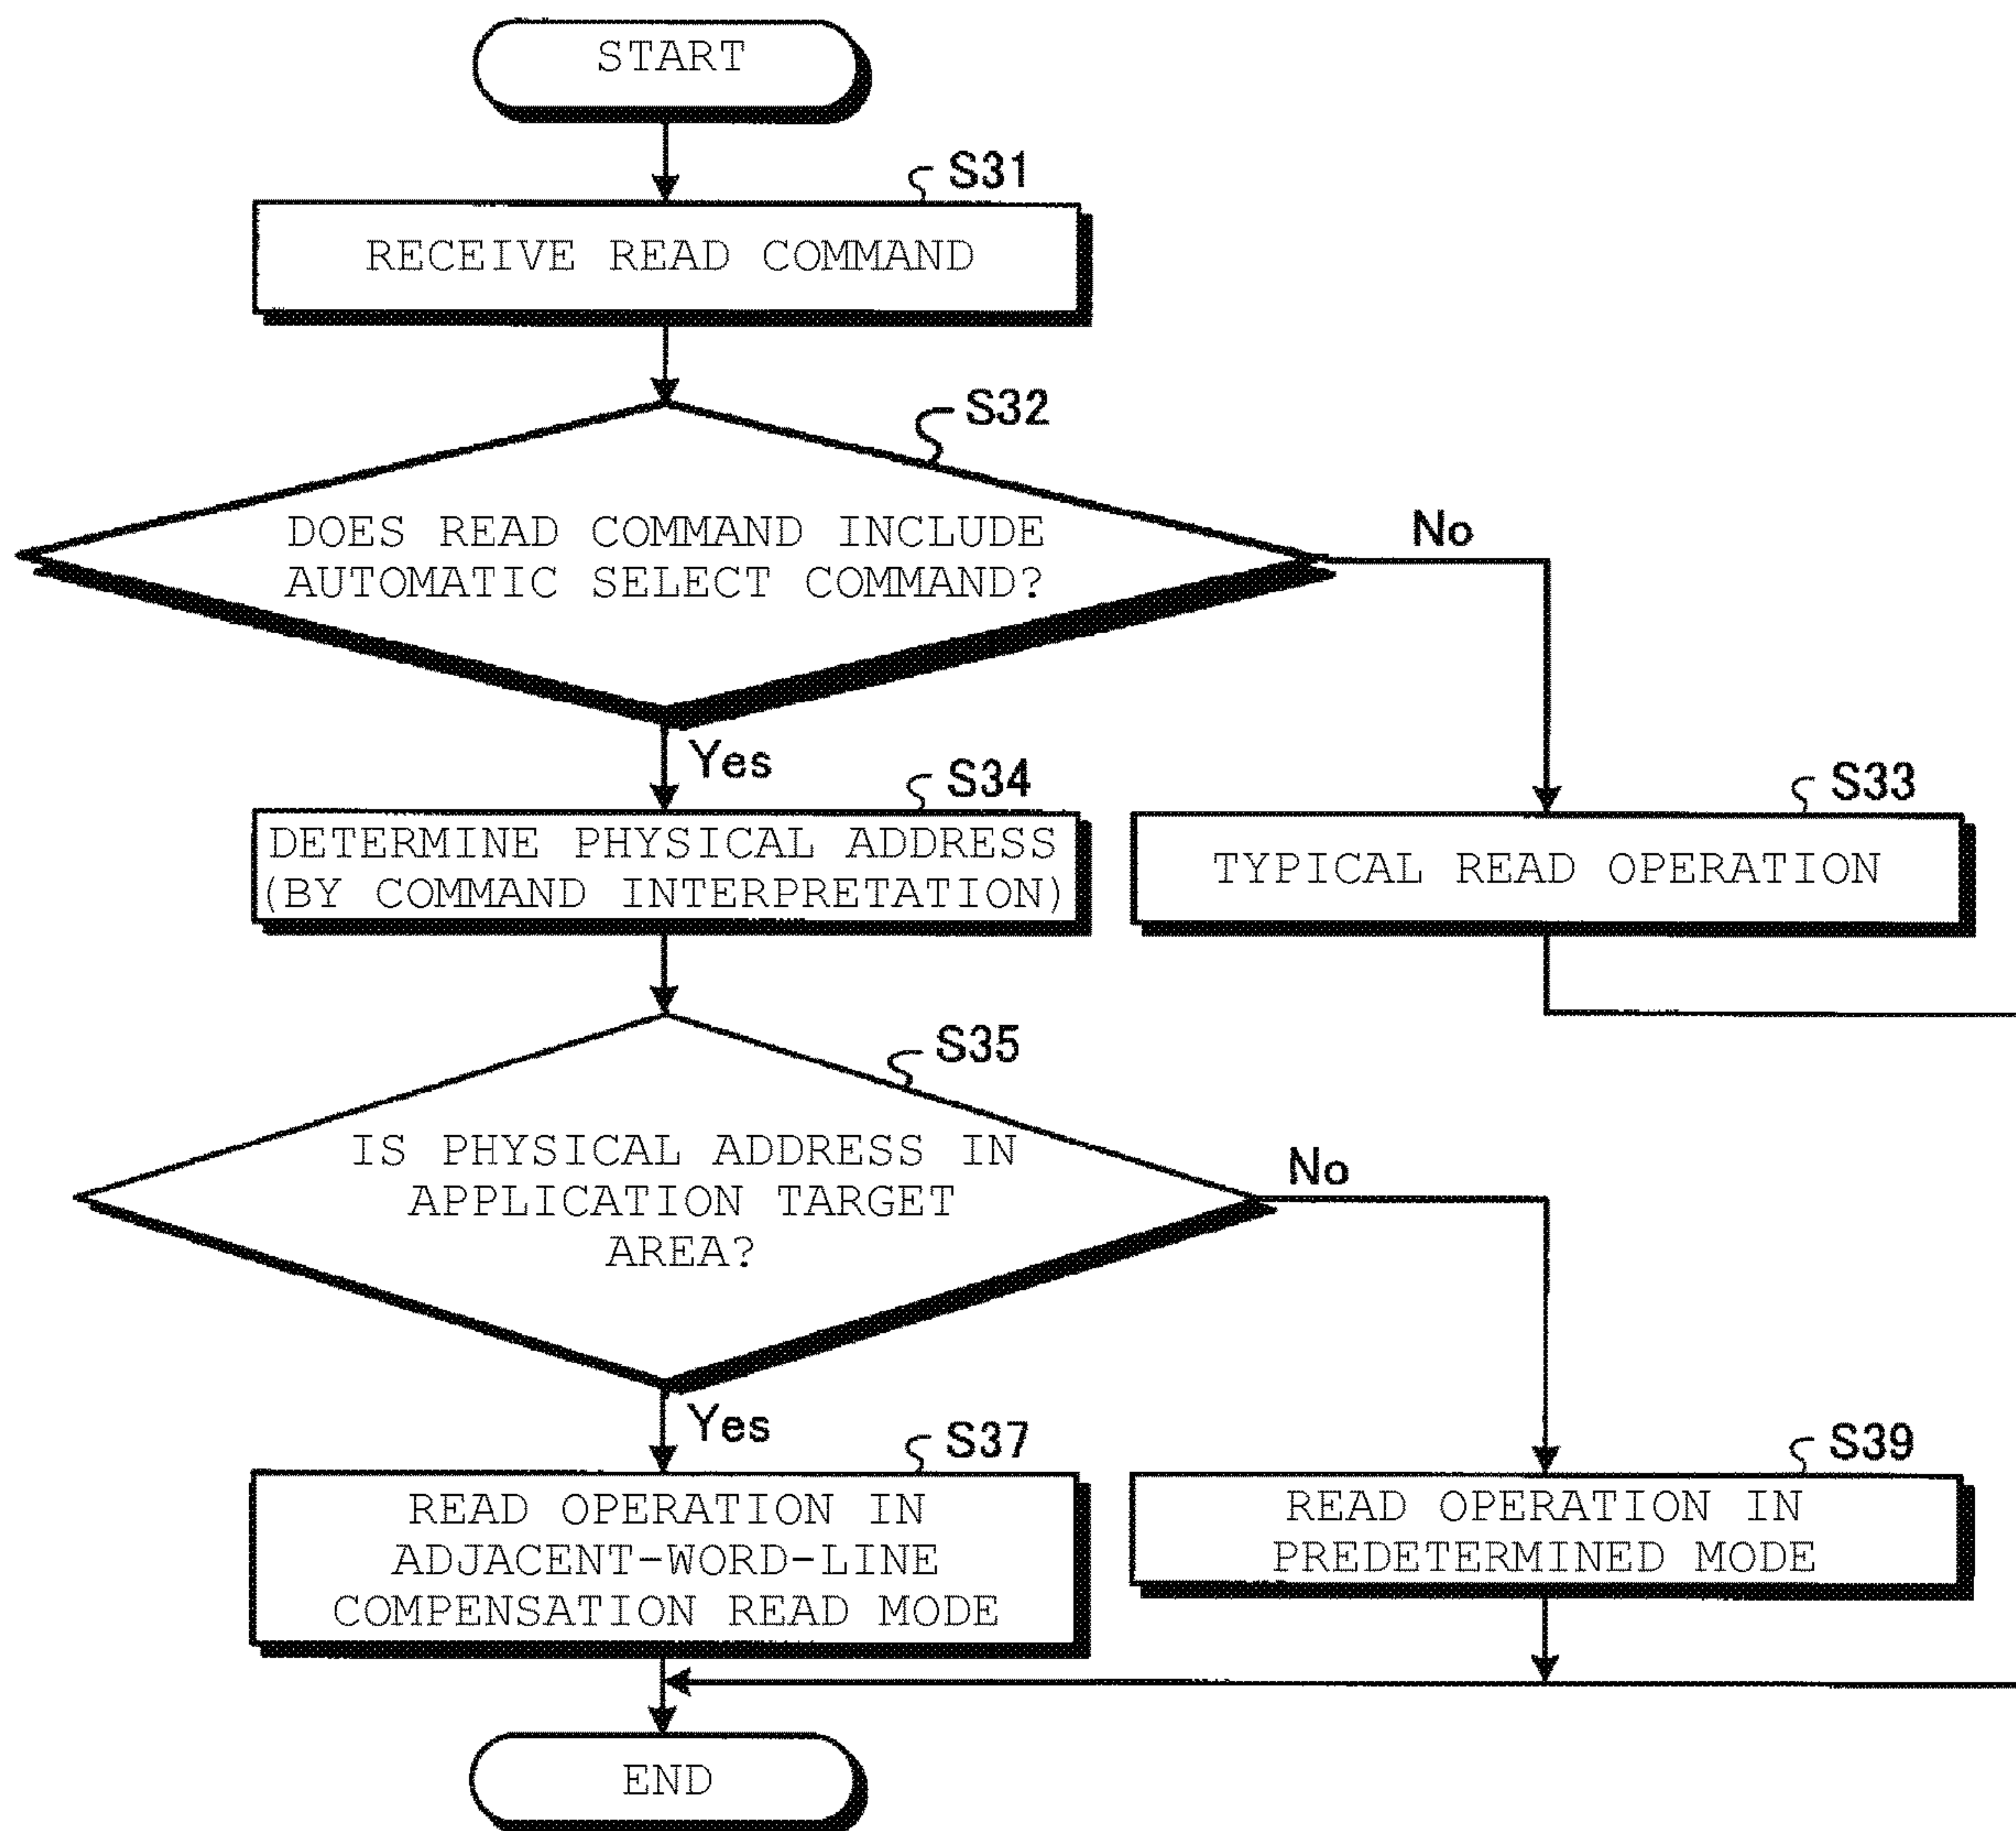 START
S31
RECEIVE READ COMMAND
S32
DOES READ COMMAND INCLUDE
AUTOMATIC SELECT COMMAND?
No
Yes
S34
DETERMINE PHYSICAL ADDRESS
(BY COMMAND INTERPRETATION)
S33
TYPICAL READ OPERATION
S35
IS PHYSICAL ADDRESS IN
APPLICATION TARGET
AREA?
No
Yes
S37
READ OPERATION IN
ADJACENT-WORD-LINE
COMPENSATION READ MODE
S39
READ OPERATION IN
PREDETERMINED MODE
END